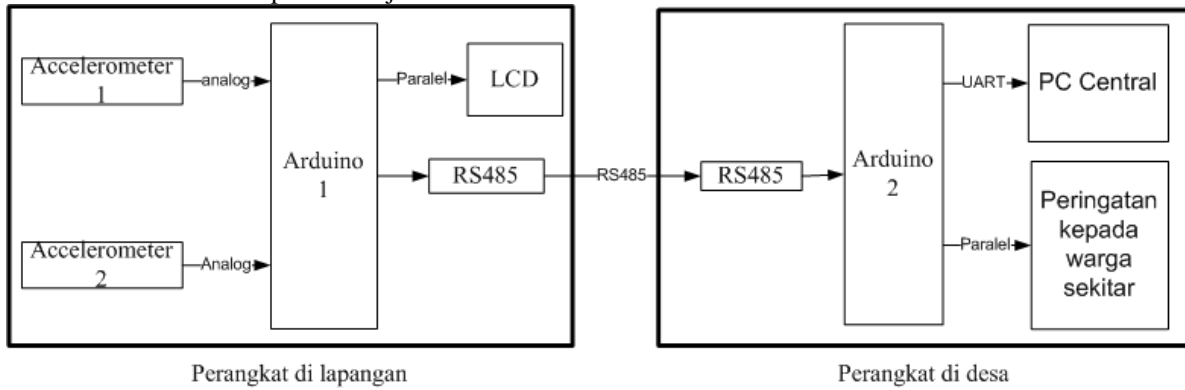 Accelerometer
1
analog
Arduino
1
Paralel
LCD
RS485
Accelerometer
2
Analog
RS485
RS485
Arduino
2
UART
PC Central
Paralel
Peringatan
kepada
warga
sekitar
Perangkat di lapangan
Perangkat di desa